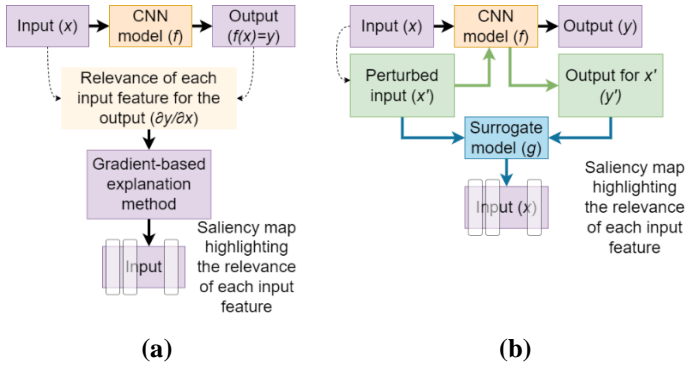 Input (x)
CNN
model (f)
Output
(f(x)=y)
Relevance of each
input feature for the
output (∂y/∂x)
Gradient-based
explanation
method
Input
Saliency map
highlighting
the relevance
of each input
feature
(a)
Input (x)
CNN
model (f)
Output (y)
Perturbed
input (x')
Output for x'
(y')
Surrogate
model (g)
Input (x)
Saliency map
highlighting
the relevance
of each input
feature
(b)